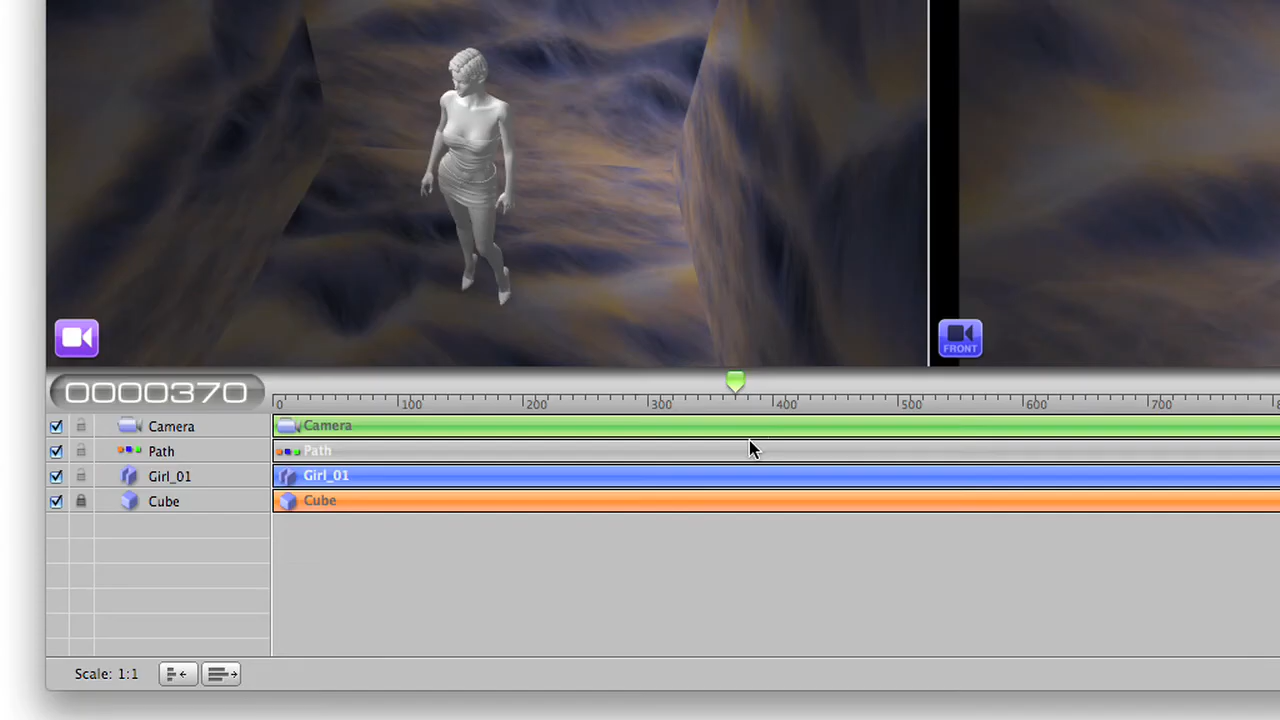 FRONT
0000370
0 100 200 300 400 500 600 700
Camera Camera
Path Path
Girl_01 Girl_01
Cube Cube
Scale: 1:1